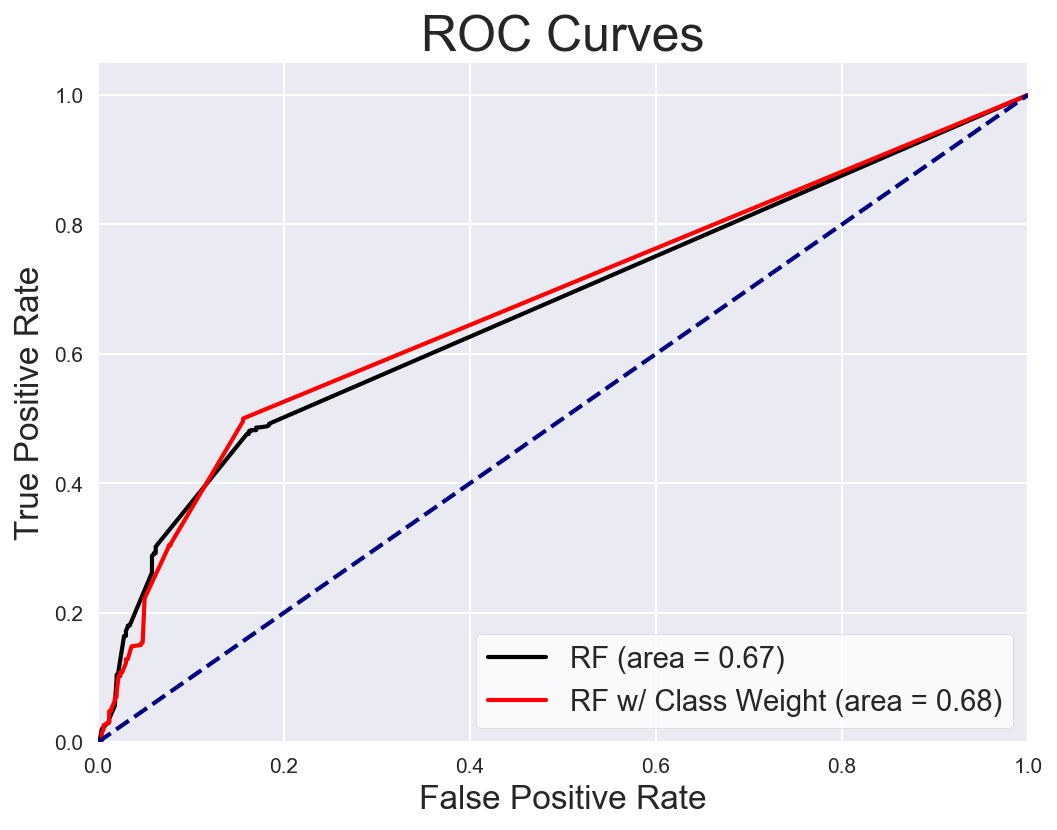 ROC Curves
True Positive Rate
1.0
0.8
0.6
0.4
0.2
0.0
RF (area = 0.67)
RF w/ Class Weight (area = 0.68)
0.0 0.2 0.4 0.6 0.8 1.0
False Positive Rate